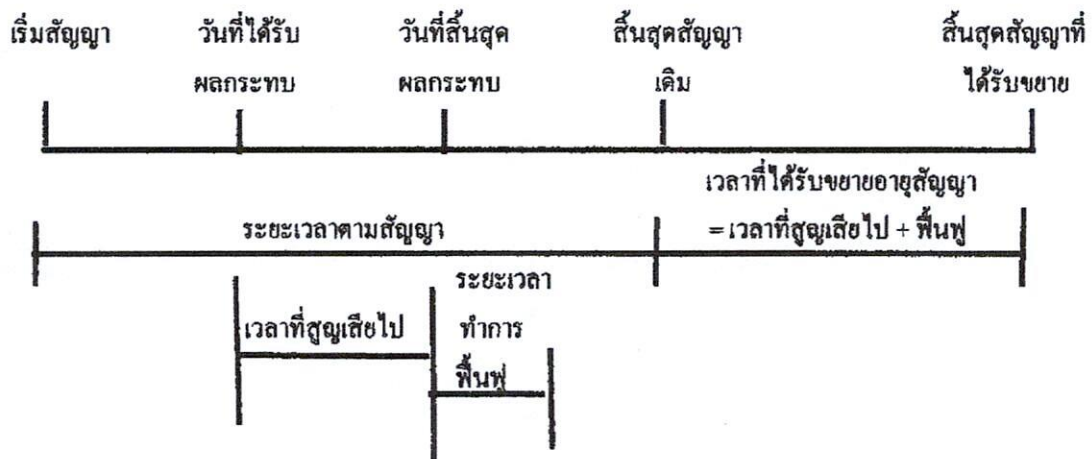 เริ่มสัญญา
วันที่ได้รับ
ผลกระทบ
วันที่สิ้นสุด
ผลกระทบ
สิ้นสุดสัญญา
เดิม
สิ้นสุดสัญญาที่
ได้รับขยาย
เวลาที่ได้รับขยายอายุสัญญา
= เวลาที่สูญเสียไป + ฟื้นฟู
ระยะเวลาตามสัญญา
เวลาที่สูญเสียไป
ระยะเวลา
ทำการ
ฟื้นฟู